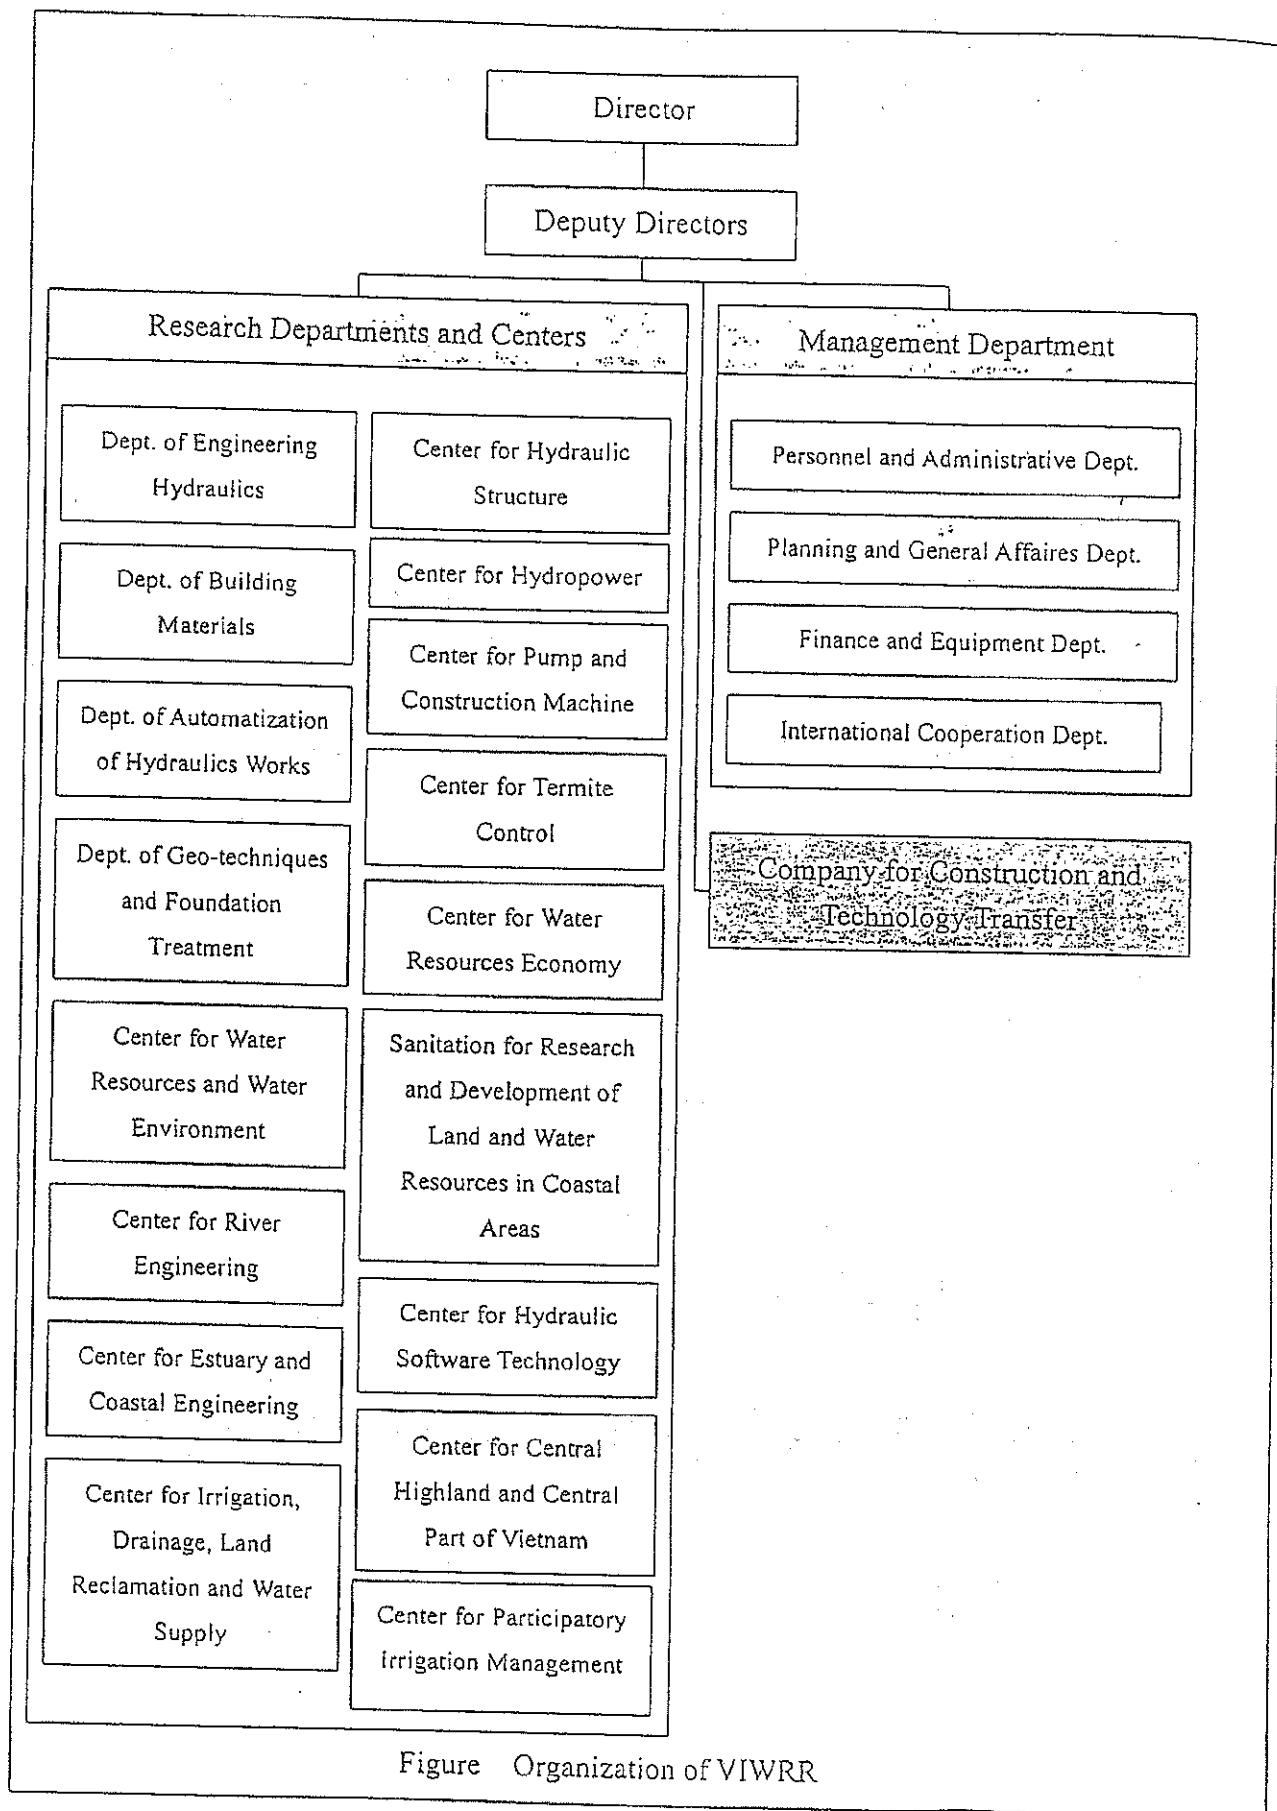 Director
Deputy Directors
Research Departments and Centers
Dept. of Engineering
Hydraulics
Dept. of Building
Materials
Dept. of Automatization
of Hydraulics Works
Dept. of Geo-techniques
and Foundation
Treatment
Center for Water
Resources and Water
Environment
Center for River
Engineering
Center for Estuary and
Coastal Engineering
Center for Irrigation,
Drainage, Land
Reclamation and Water
Supply
Center for Hydraulic
Structure
Center for Hydropower
Center for Pump and
Construction Machine
Center for Termite
Control
Center for Water
Resources Economy
Sanitation for Research
and Development of
Land and Water
Resources in Coastal
Areas
Center for Hydraulic
Software Technology
Center for Central
Highland and Central
Part of Vietnam
Center for Participatory
Irrigation Management
Management Department
Personnel and Administrative Dept.
Planning and General Affaires Dept.
Finance and Equipment Dept.
International Cooperation Dept.
Company for Construction and
Technology Transfer
Figure Organization of VIWRR